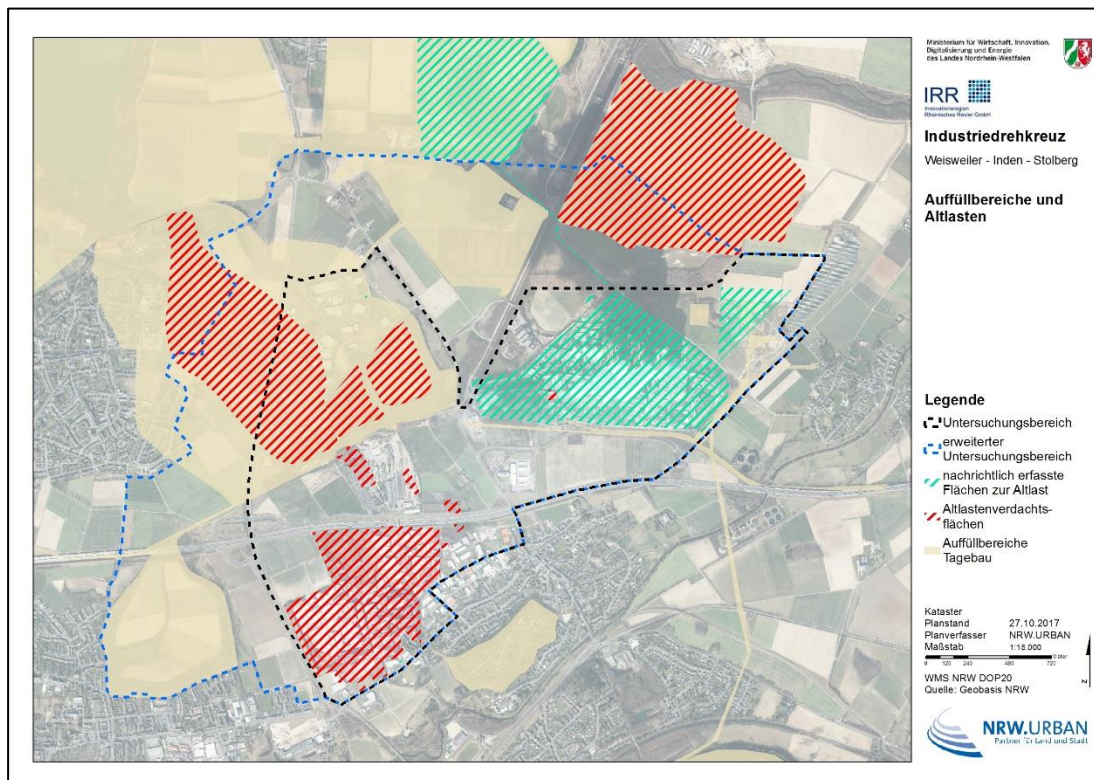 Ministerium für Wirtschaft, Innovation,
Digitalisierung und Energie
des Landes Nordrhein-Westfalen
IRR
Innovationsregion
Rheinisches Revier GmbH
Industriedrehkreuz
Weisweiler - Inden - Stolberg
Auffüllbereiche und
Altlasten
Legende
Untersuchungsbereich
erweiterter
Untersuchungsbereich
nachrichtlich erfasste
Flächen zur Altlast
Altlastenverdachts-
flächen
Auffüllbereiche
Tagebau
Kataster
Planstand 27.10.2017
Planverfasser NRW.URBAN
Maßstab 1:15.000
0 120 240 480 720
N
WMS NRW DOP20
Quelle: Geobasis NRW
NRW.URBAN
Partner für Land und Stadt